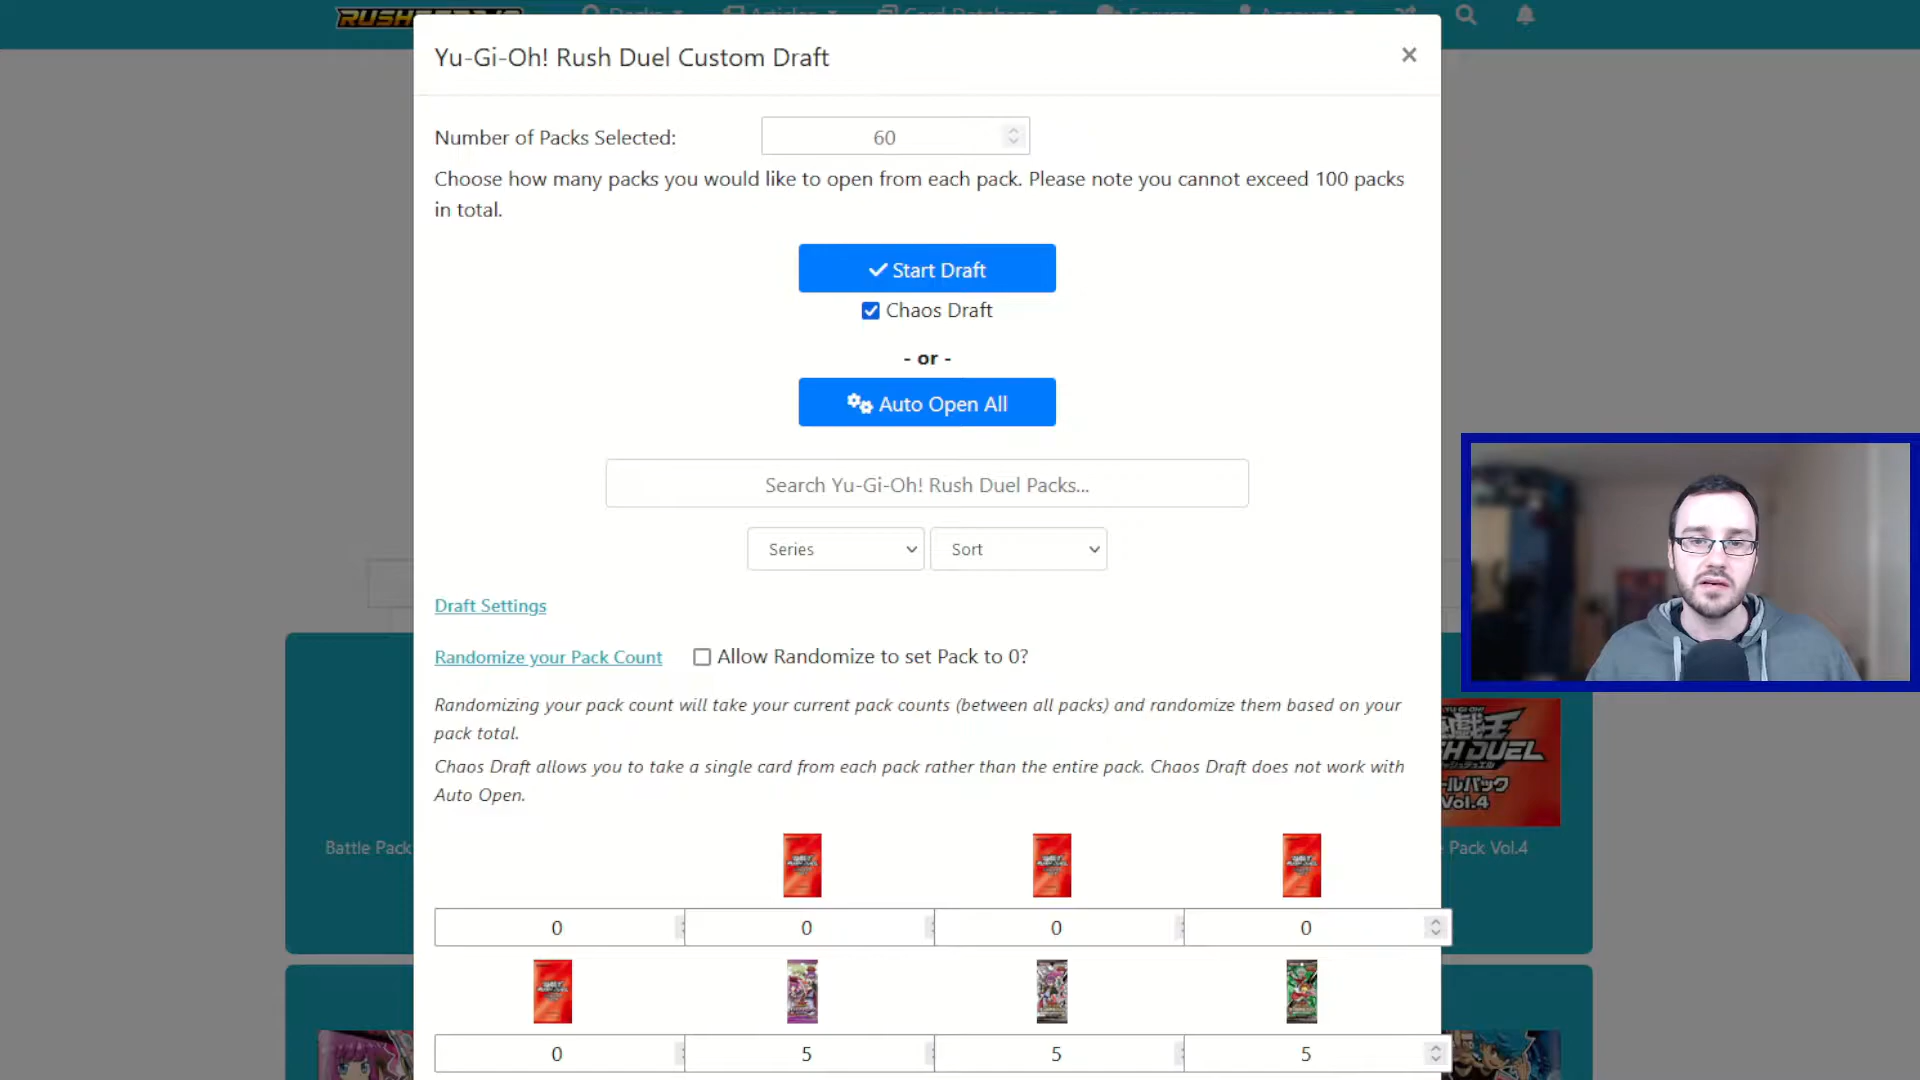 Yu-Gi-Oh! Rush Duel Custom Draft
Number of Packs Selected:
60
Choose how many packs you would like to open from each pack. Please note you cannot exceed 100 packs
in total.
Start Draft
Chaos Draft
- or -
Auto Open All
Search Yu-Gi-Oh! Rush Duel Packs...
Series
Sort
Draft Settings
Randomize your Pack Count
Allow Randomize to set Pack to 0?
Randomizing your pack count will take your current pack counts (between all packs) and randomize them based on your
pack total.
Chaos Draft allows you to take a single card from each pack rather than the entire pack. Chaos Draft does not work with
Auto Open.
Battle Pack
Vol.4
Pack Vol.4
0
0
0
0
0
5
5
5